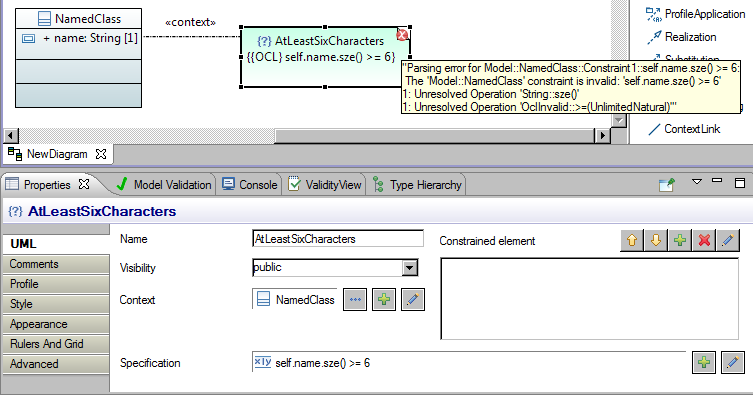 NamedClass
+ name: String [1]
«context»
{?} AtLeastSixCharacters
{{OCL} self.name.sze() >= 6}
ProfileApplication
Realization
"Parsing error for Model::NamedClass::Constraint1::self.name.sze() >= 6:
The 'Model::NamedClass' constraint is invalid: 'self.name.sze() >= 6'
1: Unresolved Operation 'String::sze()'
1: Unresolved Operation 'OclInvalid::>=(UnlimitedNatural)'"
ContextLink
NewDiagram
Properties
Model Validation
Console
ValidityView
Type Hierarchy
{?} AtLeastSixCharacters
UML
Comments
Profile
Style
Appearance
Rulers And Grid
Advanced
Name
AtLeastSixCharacters
Constrained element
Visibility
public
Context
NamedClass
Specification
x|y self.name.sze() >= 6